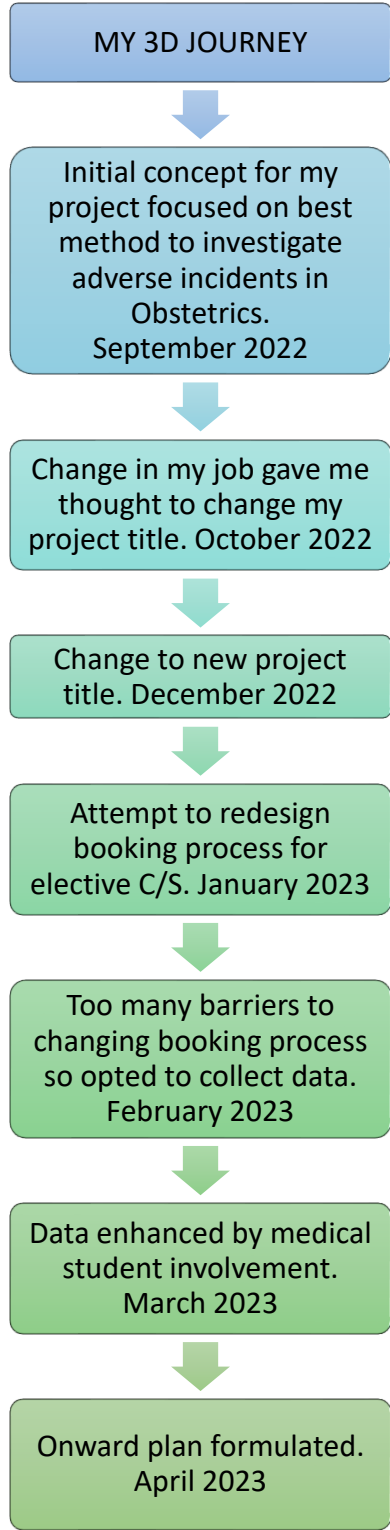 MY 3D JOURNEY
Initial concept for my
project focused on best
method to investigate
adverse incidents in
Obstetrics.
September 2022
Change in my job gave me
thought to change my
project title. October 2022
Change to new project
title. December 2022
Attempt to redesign
booking process for
elective C/S. January 2023
Too many barriers to
changing booking process
so opted to collect data.
February 2023
Data enhanced by medical
student involvement.
March 2023
Onward plan formulated.
April 2023